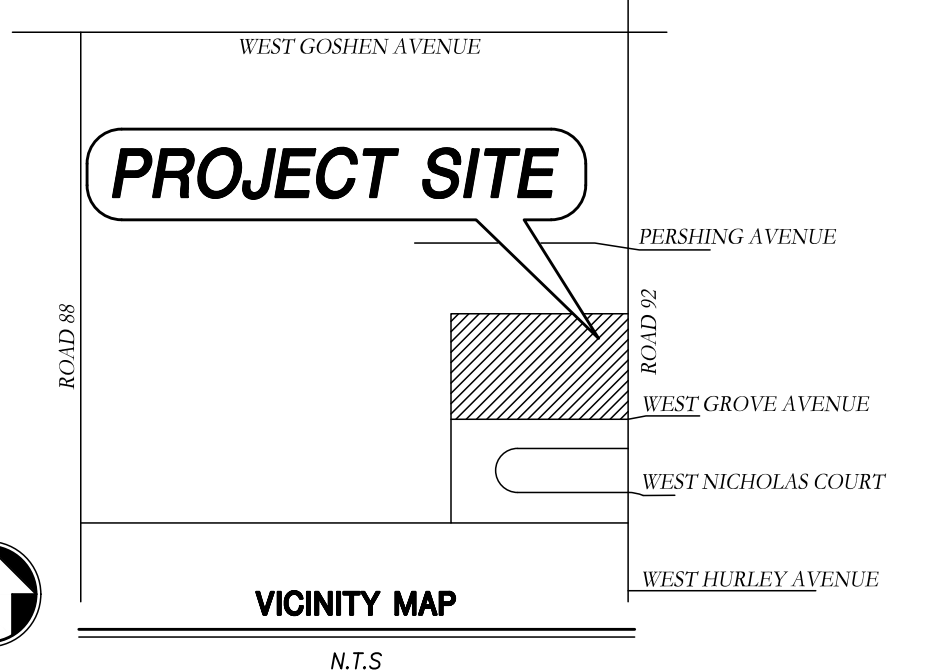 WEST GOSHEN AVENUE
PROJECT SITE
PERSHING AVENUE
ROAD 88
ROAD 92
WEST GROVE AVENUE
WEST NICHOLAS COURT
WEST HURLEY AVENUE
VICINITY MAP
N.T.S